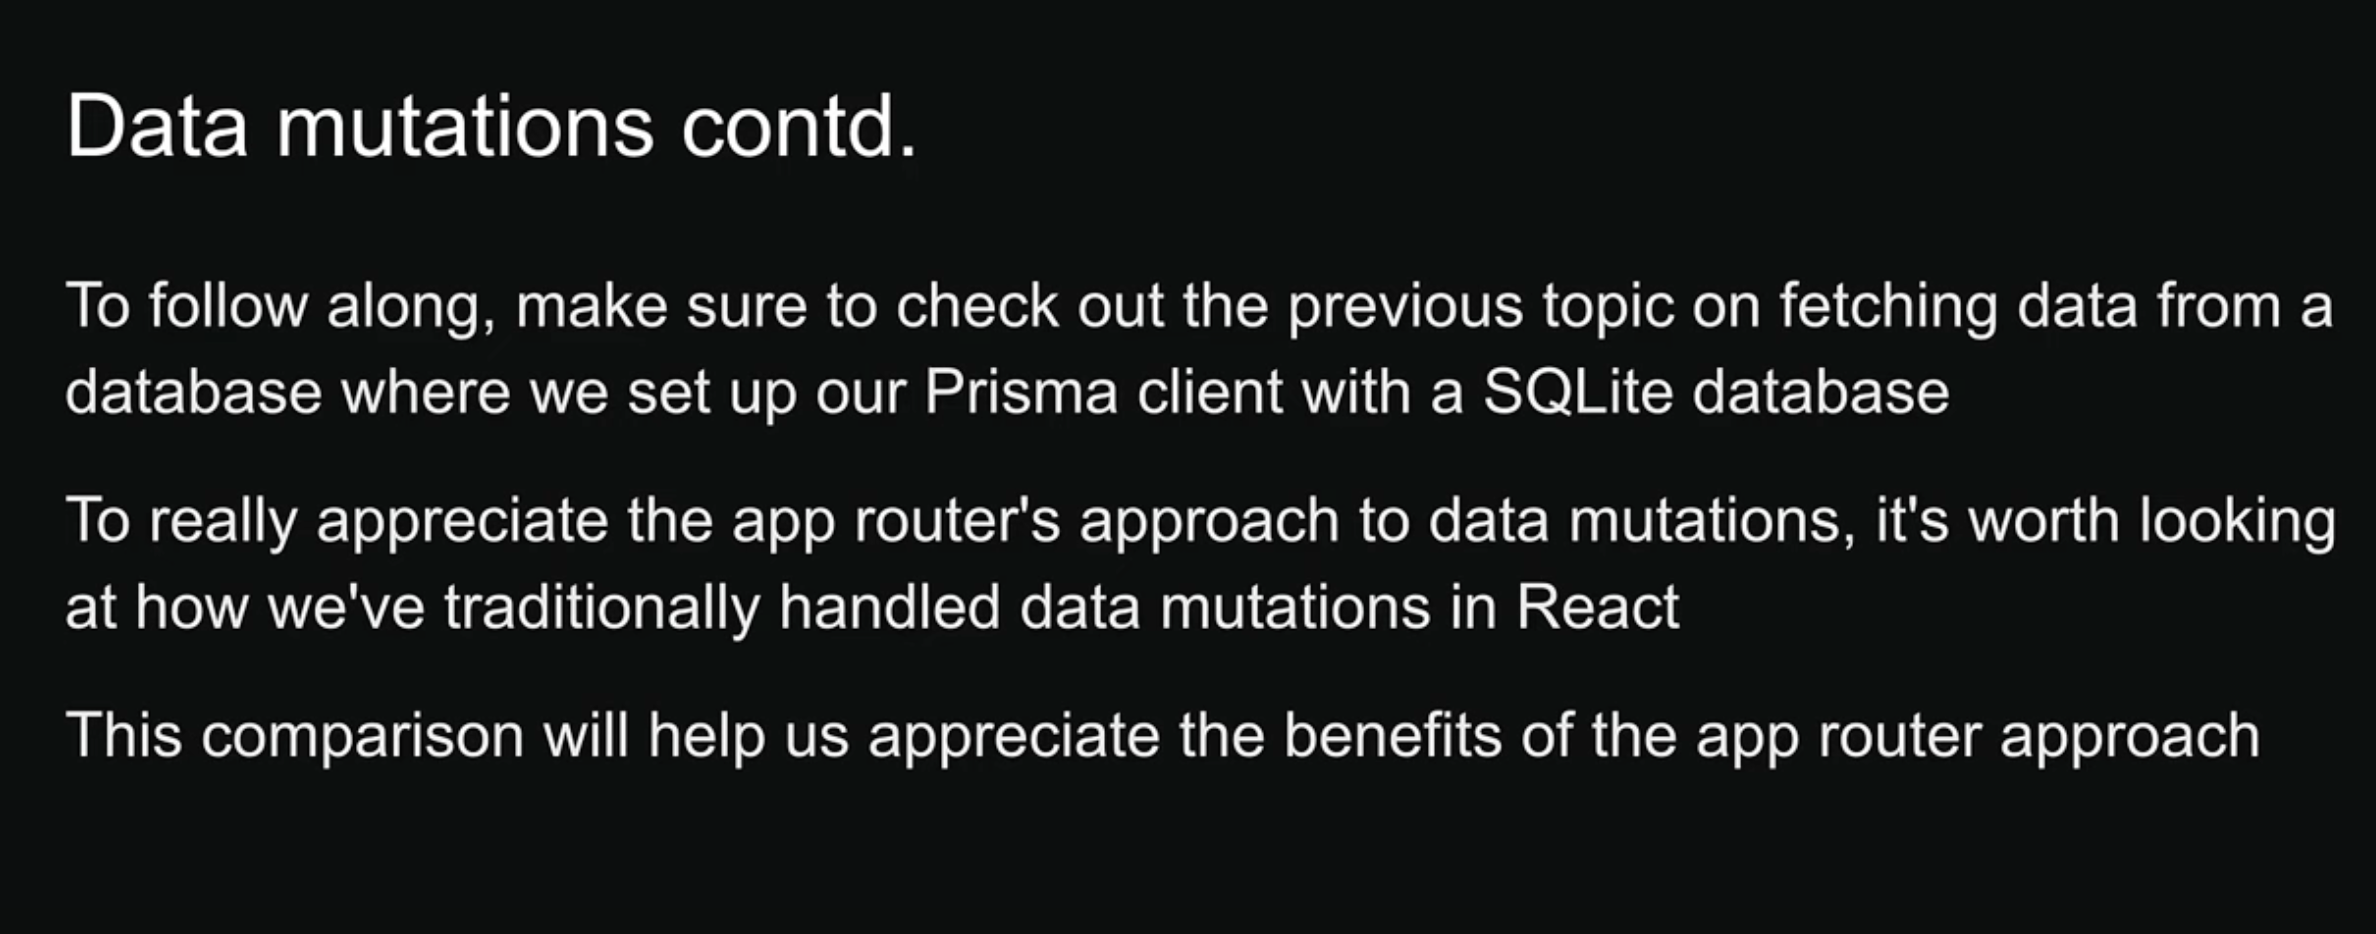 Data mutations contd.
To follow along, make sure to check out the previous topic on fetching data from a
database where we set up our Prisma client with a SQLite database
To really appreciate the app router's approach to data mutations, it's worth looking
at how we've traditionally handled data mutations in React
This comparison will help us appreciate the benefits of the app router approach